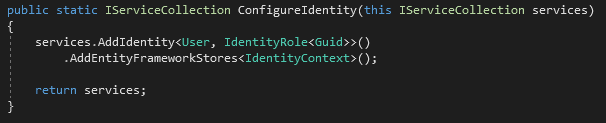 public static IServiceCollection ConfigureIdentity(this IServiceCollection services)
{
    services.AddIdentity<User, IdentityRole<Guid>>()
        .AddEntityFrameworkStores<IdentityContext>();

    return services;
}